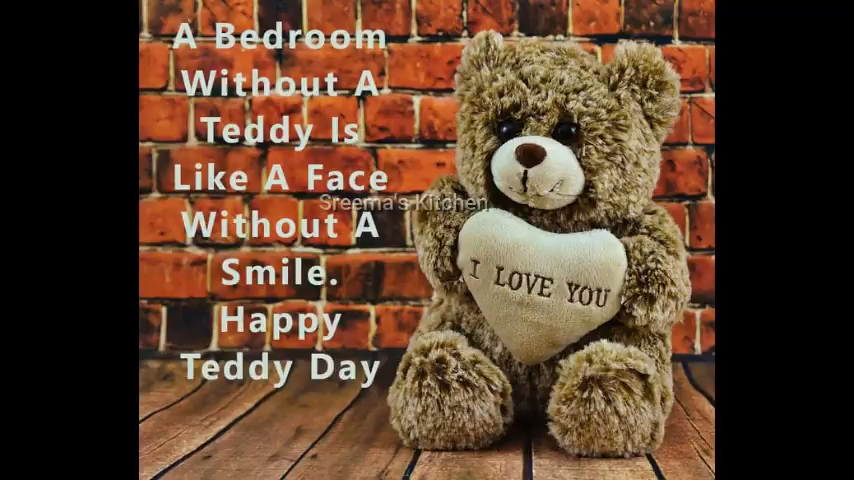 A Bedroom
Without A
Teddy Is
Like A Face
Without A
Smile.
Happy
Teddy Day
Sreema's Kitchen
I LOVE YOU